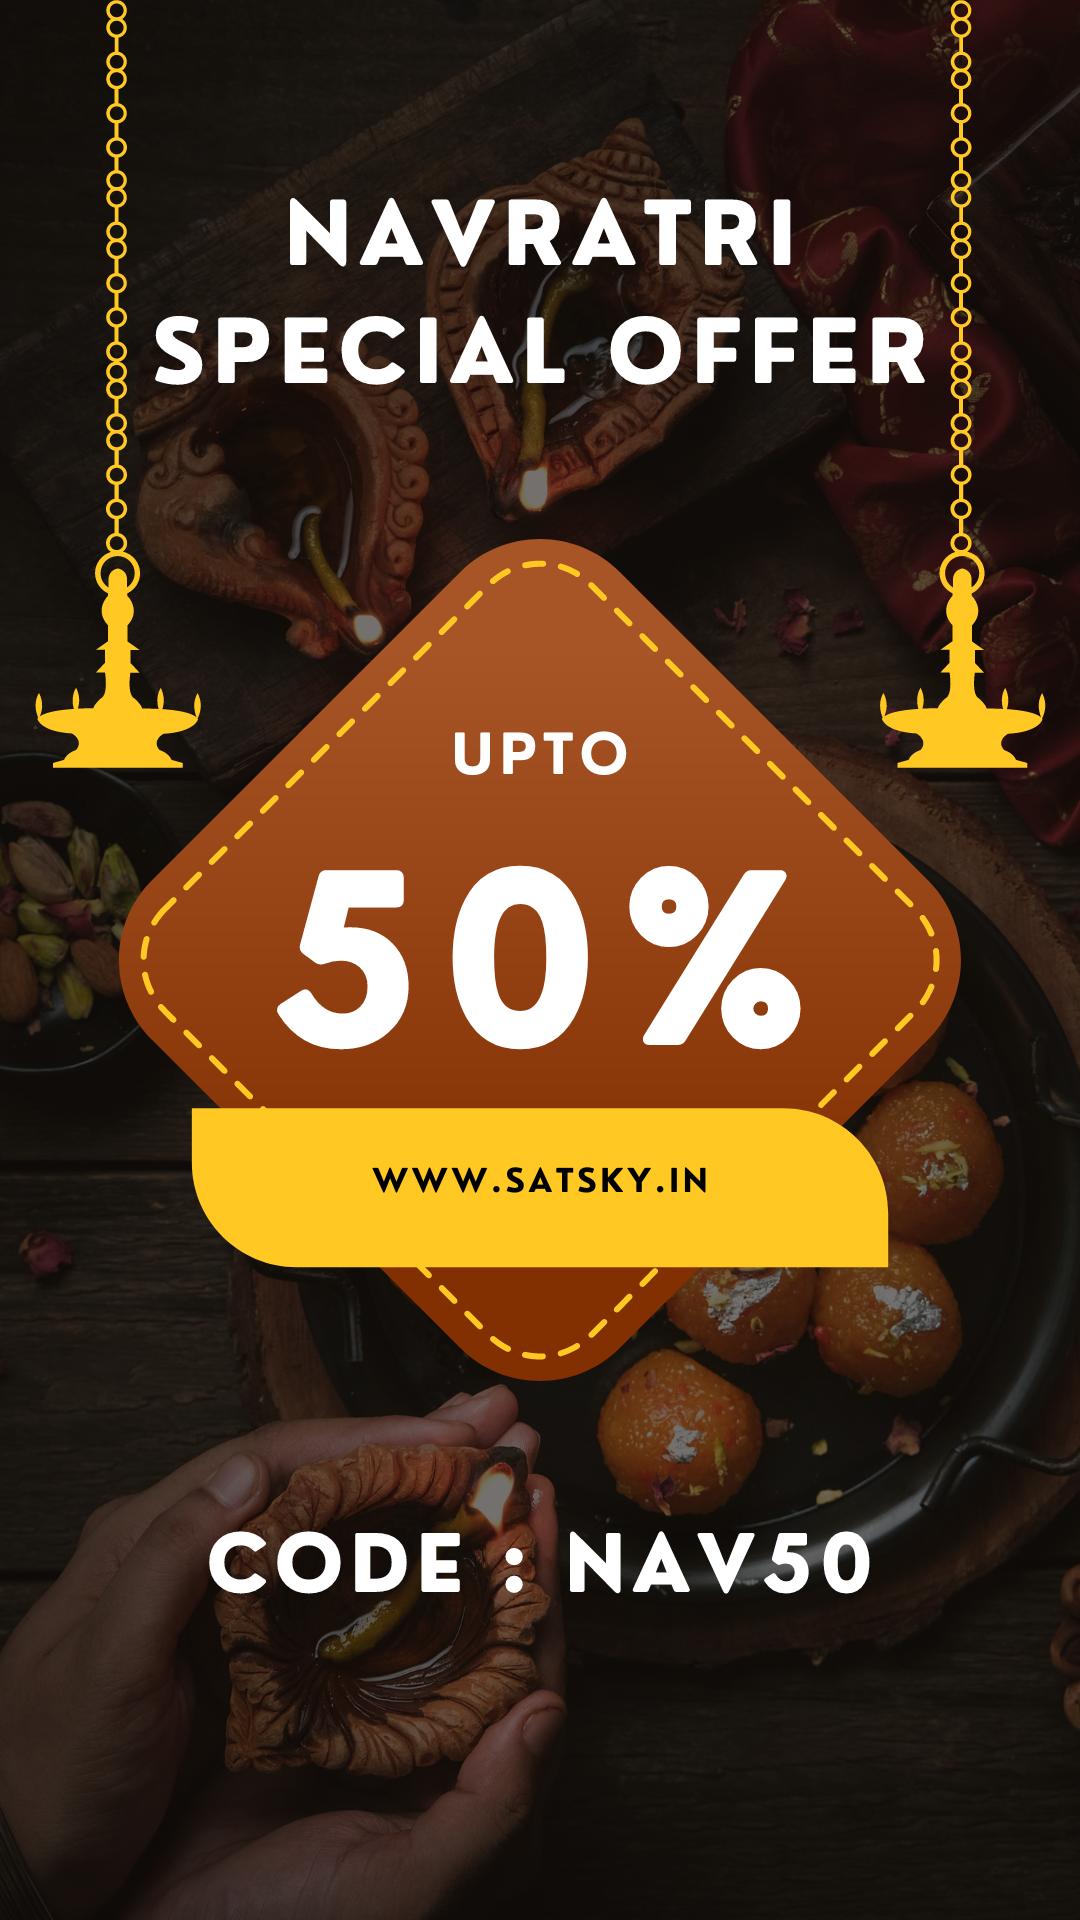 NAVRATRI
SPECIAL OFFER
UPTO
50%
WWW.SATSKY.IN
CODE : NAV50